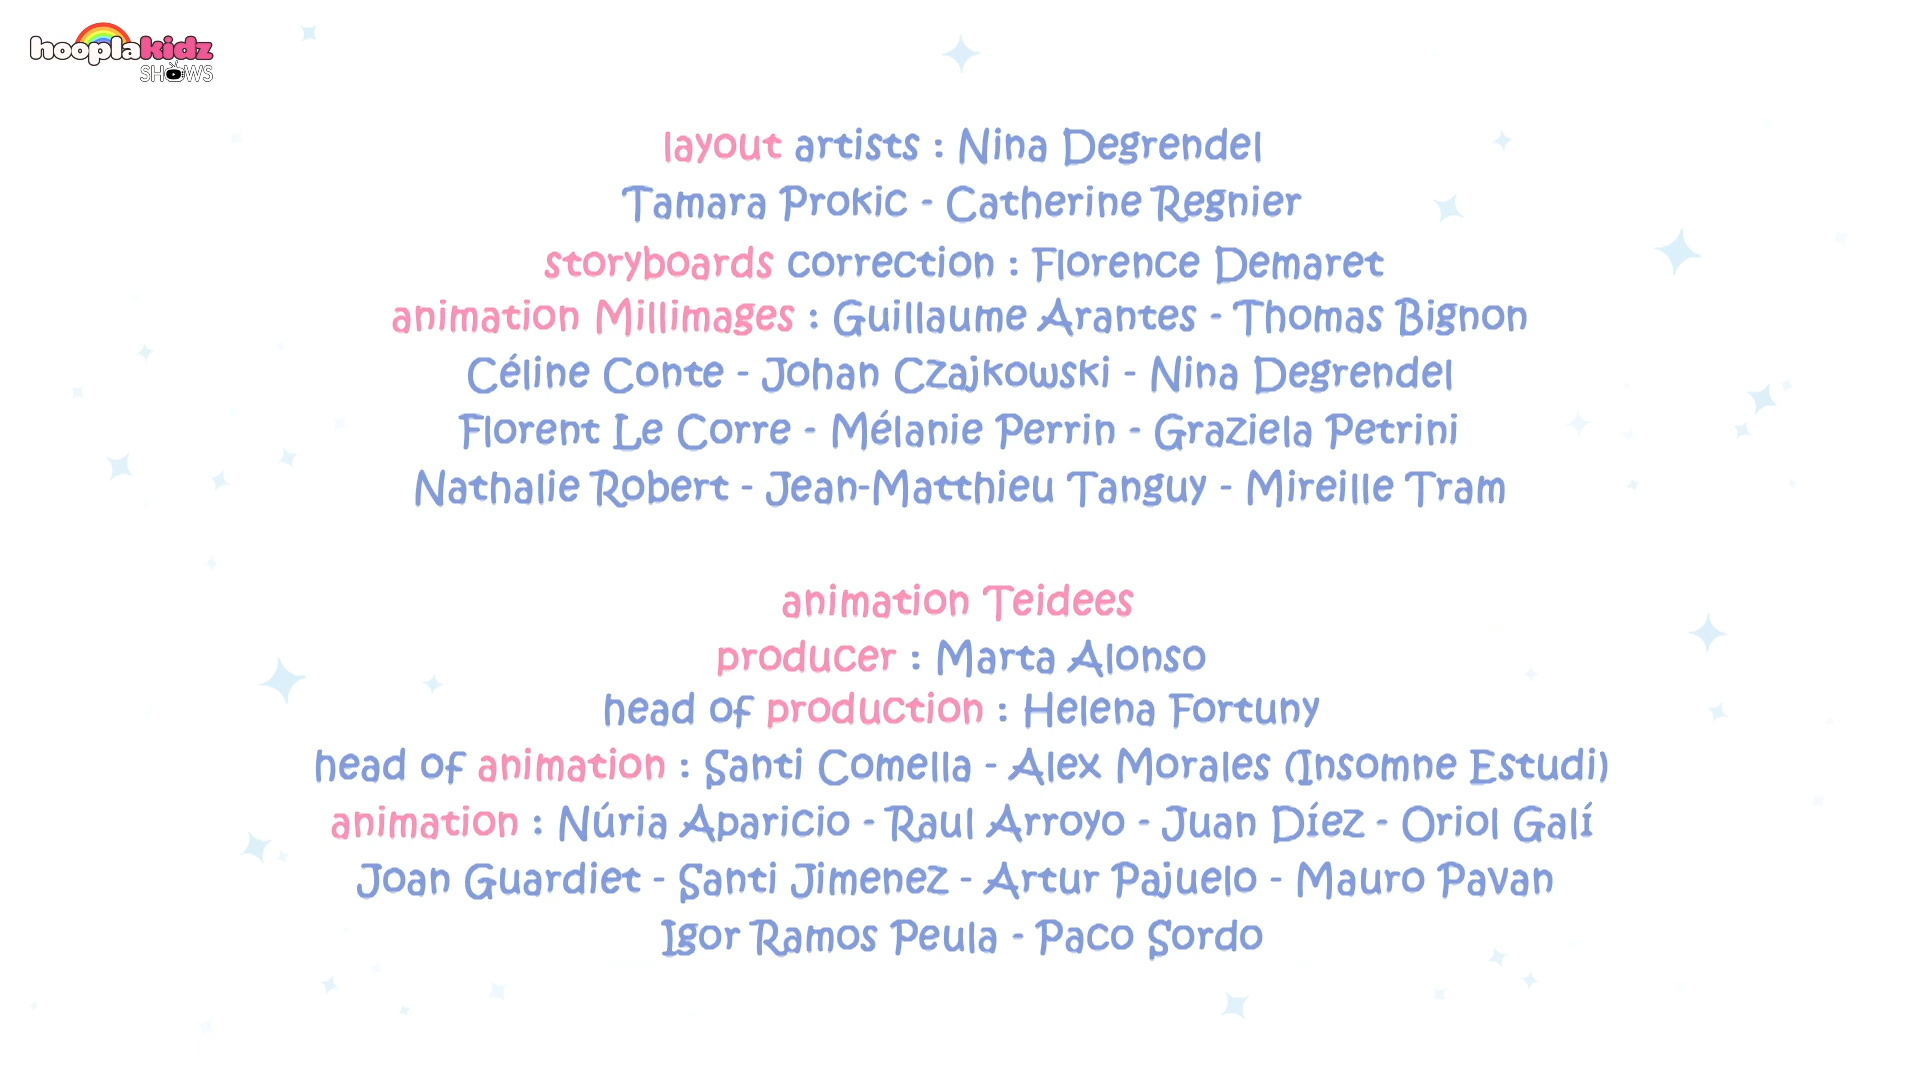 hooplakidz
SHOWS
layout artists : Nina Degrendel
Tamara Prokic - Catherine Regnier
storyboards correction : Florence Demaret
animation Millimages : Guillaume Arantes - Thomas Bignon
Céline Conte - Johan Czajkowski - Nina Degrendel
Florent Le Corre - Mélanie Perrin - Graziela Petrini
Nathalie Robert - Jean-Matthieu Tanguy - Mireille Tram
animation Teidees
producer : Marta Alonso
head of production : Helena Fortuny
head of animation : Santi Comella - Alex Morales (Insomne Estudi)
animation : Núria Aparicio - Raul Arroyo - Juan Díez - Oriol Galí
Joan Guardiet - Santi Jimenez - Artur Pajuelo - Mauro Pavan
Igor Ramos Peula - Paco Sordo